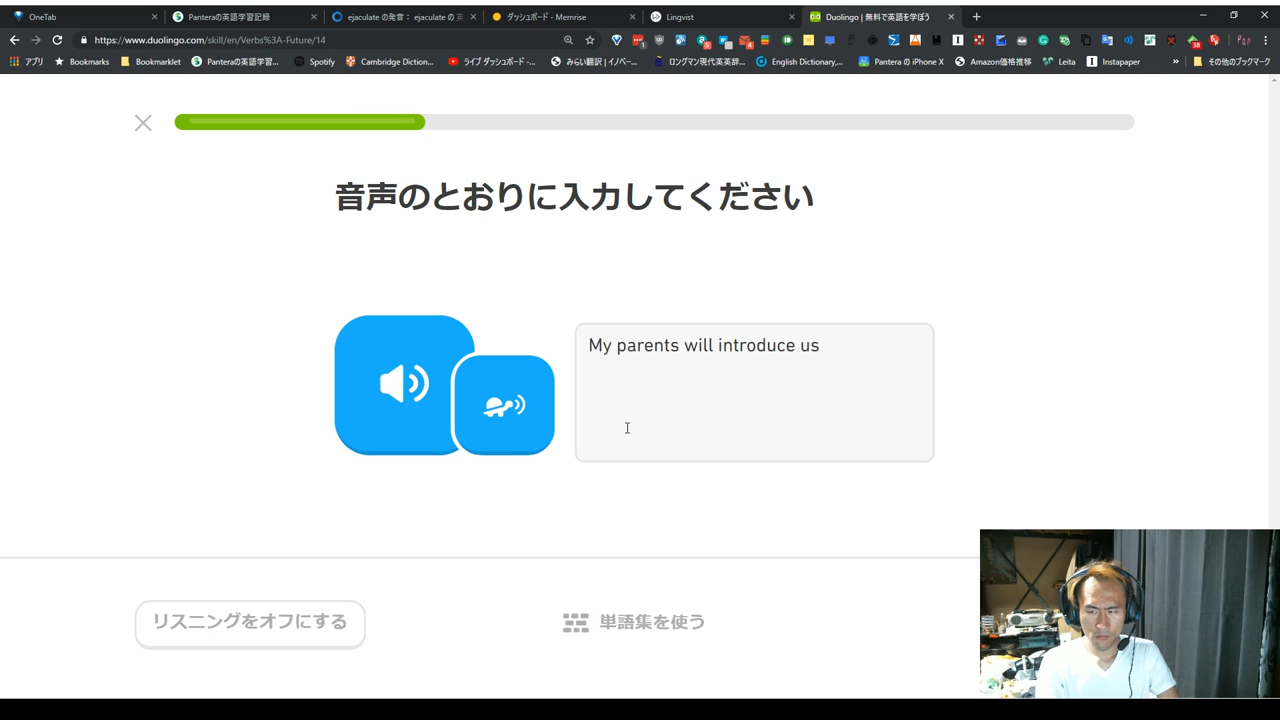 OneTab
Panteraの英語学習記録
ejaculate の発音： ejaculate の 英
ダッシュボード - Memrise
Lingvist
Duolingo | 無料で英語を学ぼう
https://www.duolingo.com/skill/en/Verbs%3A-Future/14
アプリ
Bookmarks
Bookmarklet
Panteraの英語学習...
Spotify
Cambridge Diction...
ライブ ダッシュボード -...
みらい翻訳 | イノベー...
ロングマン現代英英辞...
English Dictionary,...
Pantera の iPhone X
Amazon価格推移
Leita
Instapaper
»
その他のブックマーク
音声のとおりに入力してください
My parents will introduce us
リスニングをオフにする
単語集を使う